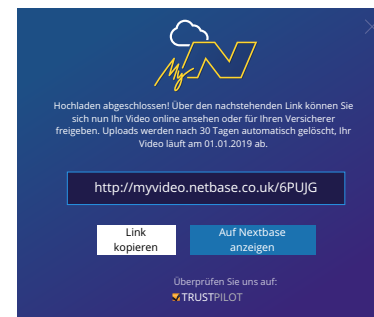 My N
Hochladen abgeschlossen! Über den nachstehenden Link können Sie
sich nun Ihr Video online ansehen oder für Ihren Versicherer
freigeben. Uploads werden nach 30 Tagen automatisch gelöscht, Ihr
Video läuft am 01.01.2019 ab.
http://myvideo.netbase.co.uk/6PUJG
Link
kopieren
Auf Nextbase
anzeigen
Überprüfen Sie uns auf:
TRUSTPILOT